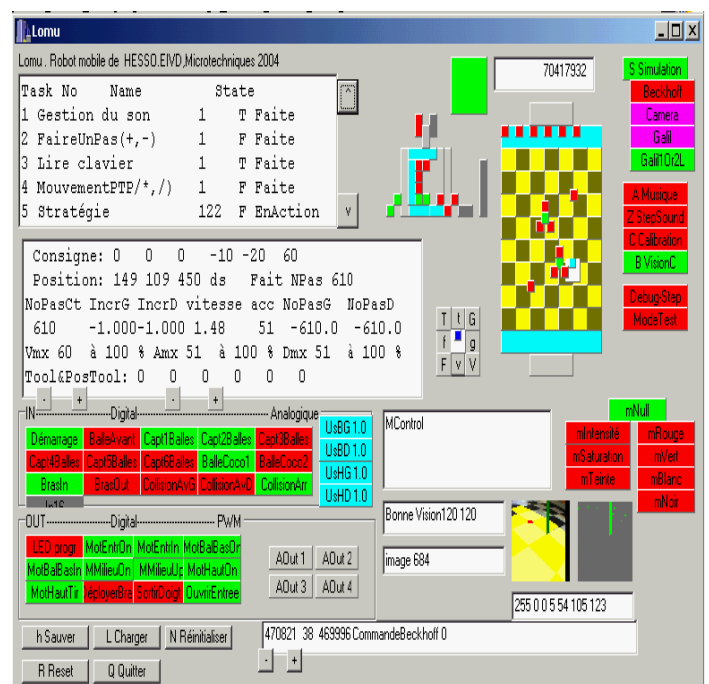 Lomu
Lomu . Robot mobile de HESSO.EIVD,Microtechniques 2004
70417932
S Simulation
Beckhoff
Camera
Galil
Galil1Or2L
A Musique
Z StepSound
C Calibration
B VisionC
Debug-Step
ModeTest
Task No Name State
1 Gestion du son 1 T Faite
2 FaireUnPas(+,-) 1 F Faite
3 Lire clavier 1 T Faite
4 MouvementPTP/*,/) 1 F Faite
5 Stratégie 122 F EnAction
Consigne: 0 0 0 -10 -20 60
Position: 149 109 450 ds Fait NPas 610
NoPasCt IncrG IncrD vitesse acc NoPasG NoPasD
610 -1.000-1.000 1.48 51 -610.0 -610.0
Vmx 60 à 100 % Amx 51 à 100 % Dmx 51 à 100 %
Tool&PosTool: 0 0 0 0 0 0
- + - +
T t G
f g
F v V
IN Digital Analogique
Démarrage BalleAvant Capt1Balles Capt2Balles Capt3Balles
Capt4Balles Capt5Balles Capt6Balles BalleCoco1 BalleCoco2
BrasIn BrasOut CollisionAvG CollisionAvD CollisionArr
In16
UsBG 1.0
UsBD 1.0
UsHG 1.0
UsHD 1.0
MControl
mNull
mIntensité mRouge
mSaturation mVert
mTeinte mBlanc
mNoir
OUT Digital PWM
LED progr MotEntrOn MotEntrIn MotBalBasOn
MotBalBasIn MMilieuOn MMilieuUp MotHautOn
MotHautTir DéployerBra SortirDoigt OuvrirEntree
AOut 1 AOut 2
AOut 3 AOut 4
Bonne Vision120 120
image 684
255 0 0 5 54 105 123
h Sauver L Charger N Réinitialiser
470821 38 469996 CommandeBeckhoff 0
R Reset Q Quitter
- +